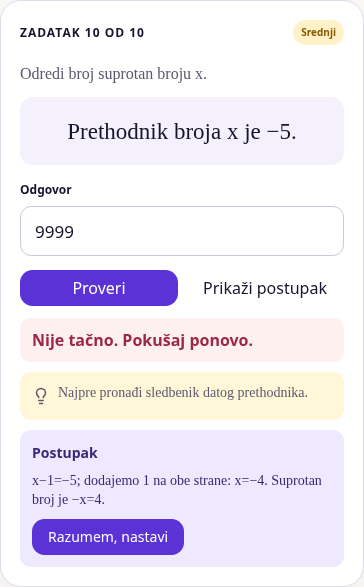 ZADATAK 10 OD 10
Srednji
Odredi broj suprotan broju x.
Prethodnik broja x je −5.
Odgovor
9999
Proveri
Prikaži postupak
Nije tačno. Pokušaj ponovo.
Najpre pronađi sledbenik datog prethodnika.
Postupak
x−1=−5; dodajemo 1 na obe strane: x=−4. Suprotan
broj je −x=4.
Razumem, nastavi